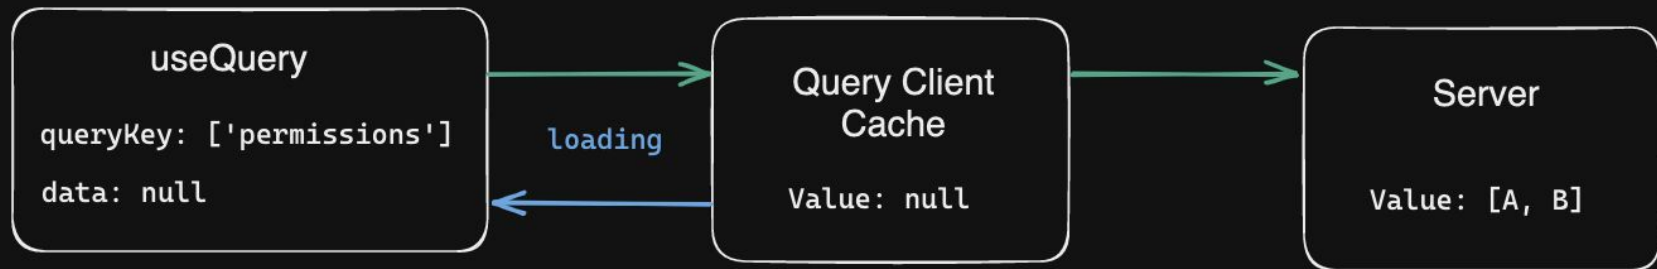 useQuery
queryKey: ['permissions']
data: null
loading
Query Client
Cache
Value: null
Server
Value: [A, B]